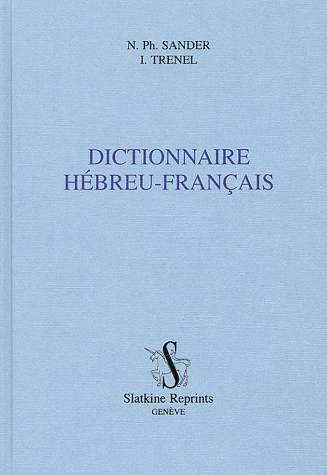 N. Ph. SANDER
I. TRENEL
DICTIONNAIRE
HÉBREU-FRANÇAIS
S
Slatkine Reprints
GENÈVE